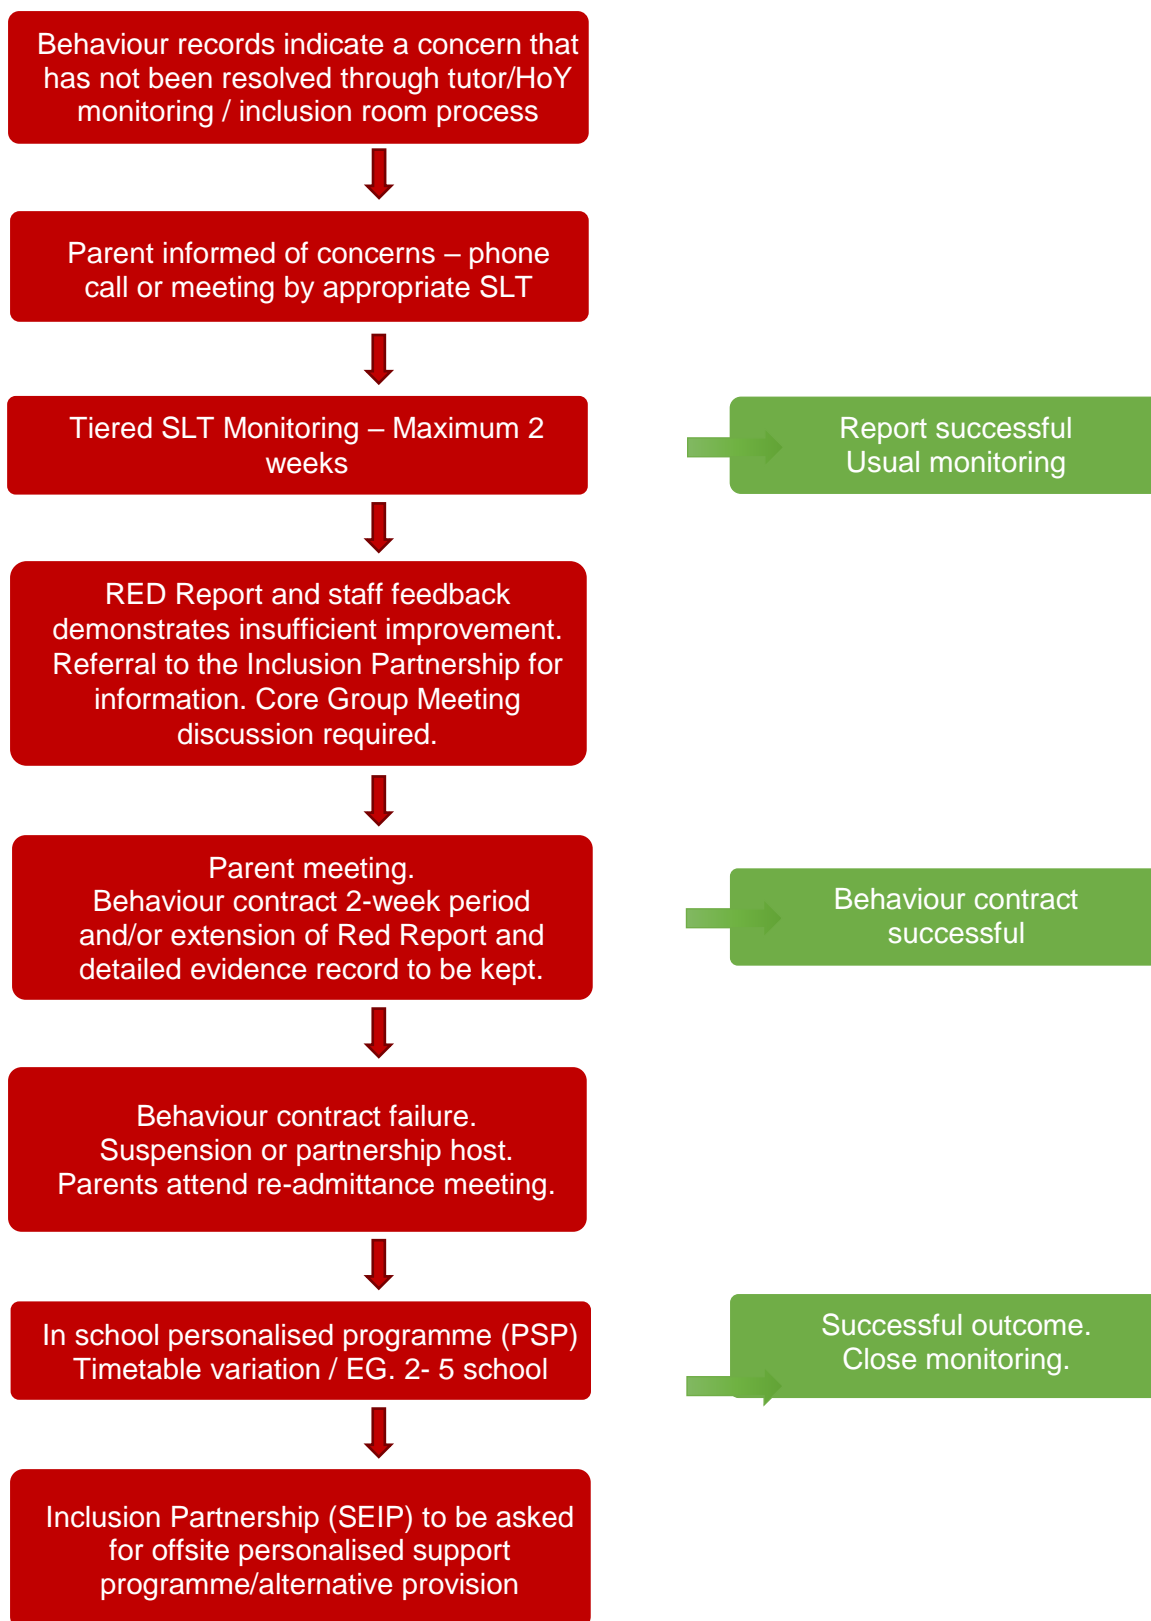 Behaviour records indicate a concern that
has not been resolved through tutor/HoY
monitoring / inclusion room process
Parent informed of concerns – phone
call or meeting by appropriate SLT
Tiered SLT Monitoring – Maximum 2
weeks
Report successful
Usual monitoring
RED Report and staff feedback
demonstrates insufficient improvement.
Referral to the Inclusion Partnership for
information. Core Group Meeting
discussion required.
Parent meeting.
Behaviour contract 2-week period
and/or extension of Red Report and
detailed evidence record to be kept.
Behaviour contract
successful
Behaviour contract failure.
Suspension or partnership host.
Parents attend re-admittance meeting.
In school personalised programme (PSP)
Timetable variation / EG. 2- 5 school
Successful outcome.
Close monitoring.
Inclusion Partnership (SEIP) to be asked
for offsite personalised support
programme/alternative provision